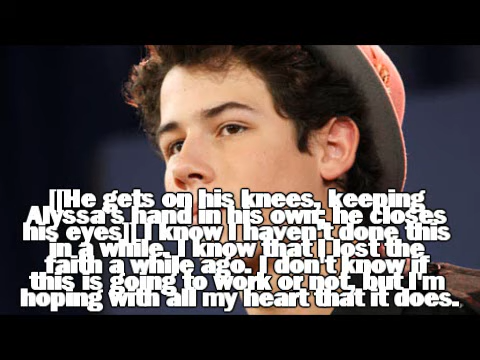 [[He gets on his knees, keeping
Alyssa's hand in his own; he closes
his eyes]] I know I haven't done this
in a while. I know that I lost the
faith a while ago. I don't know if
this is going to work or not, but I'm
hoping with all my heart that it does.